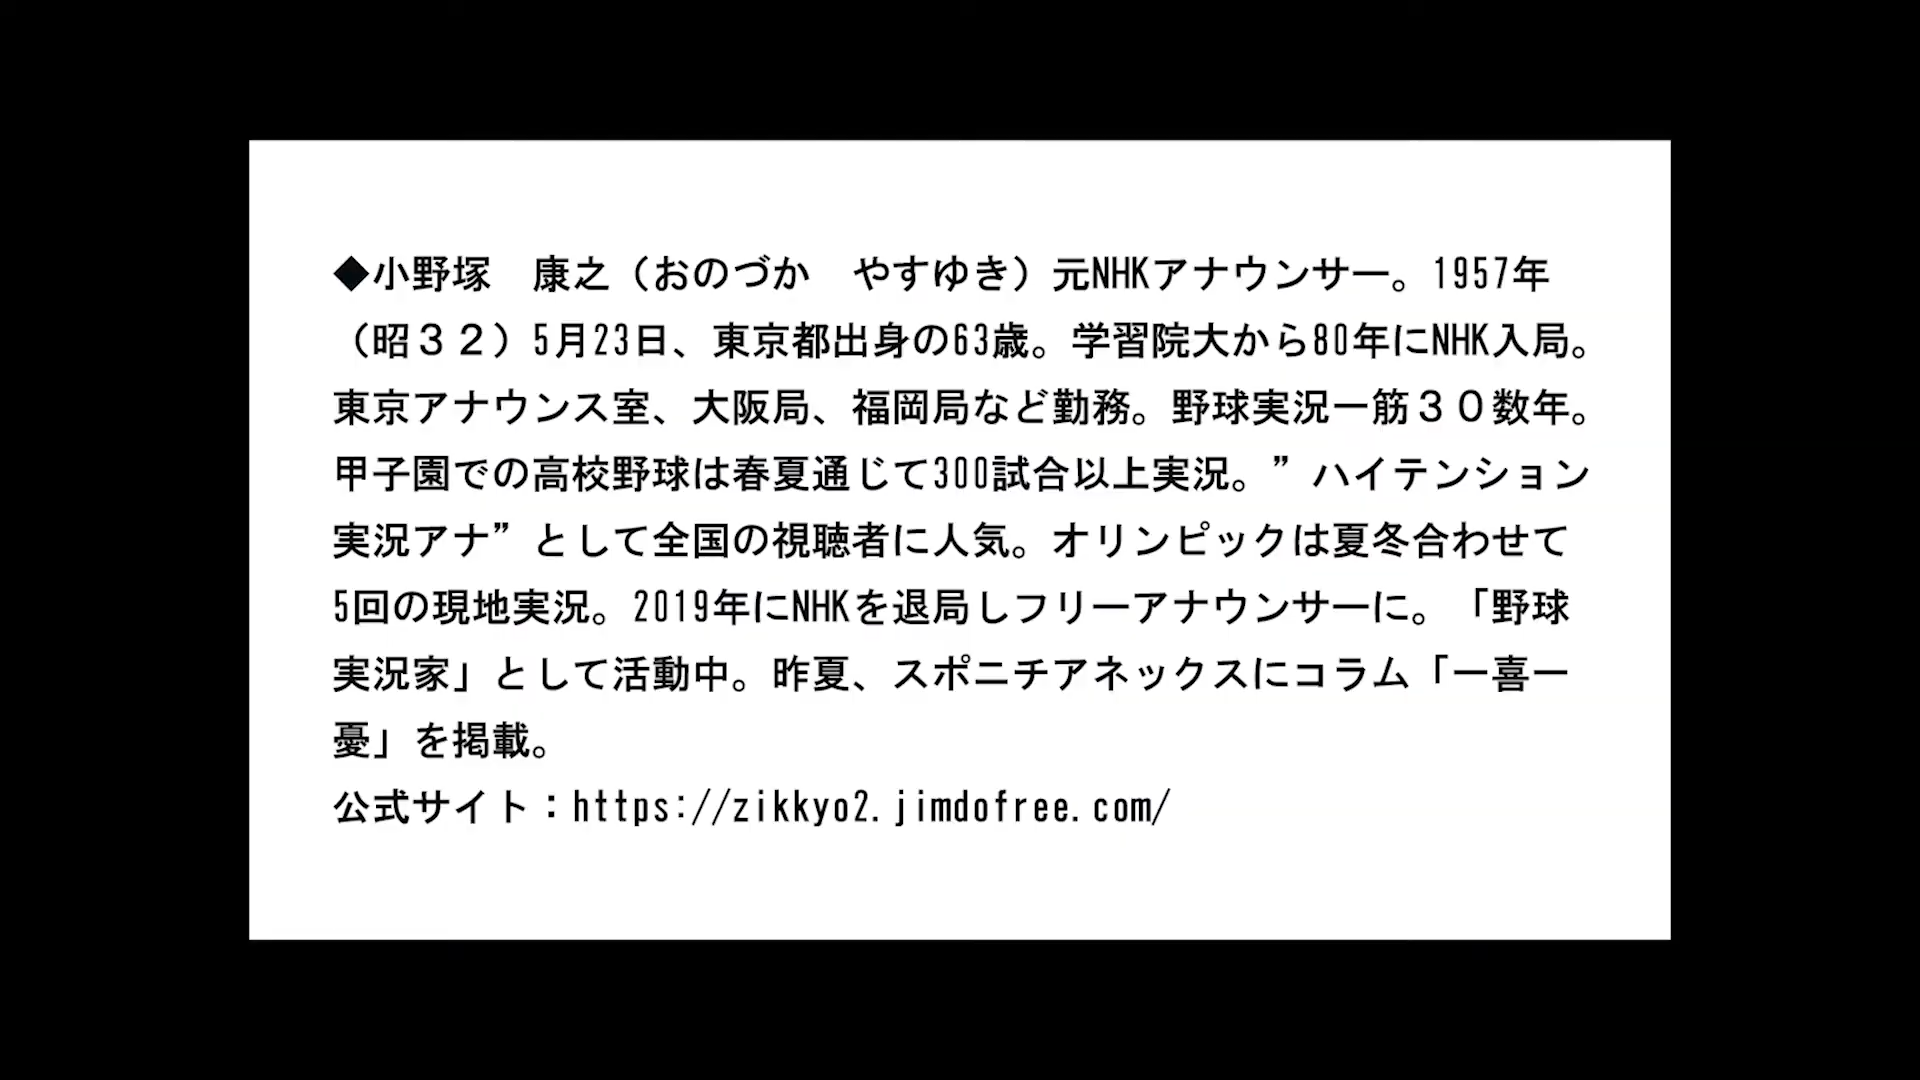 ◆小野塚　康之（おのづか　やすゆき）元NHKアナウンサー。1957年
（昭３２）5月23日、東京都出身の63歳。学習院大から80年にNHK入局。
東京アナウンス室、大阪局、福岡局など勤務。野球実況一筋３０数年。
甲子園での高校野球は春夏通じて300試合以上実況。”ハイテンション
実況アナ”として全国の視聴者に人気。オリンピックは夏冬合わせて
5回の現地実況。2019年にNHKを退局しフリーアナウンサーに。「野球
実況家」として活動中。昨夏、スポニチアネックスにコラム「一喜一
憂」を掲載。
公式サイト：https://zikkyo2.jimdofree.com/